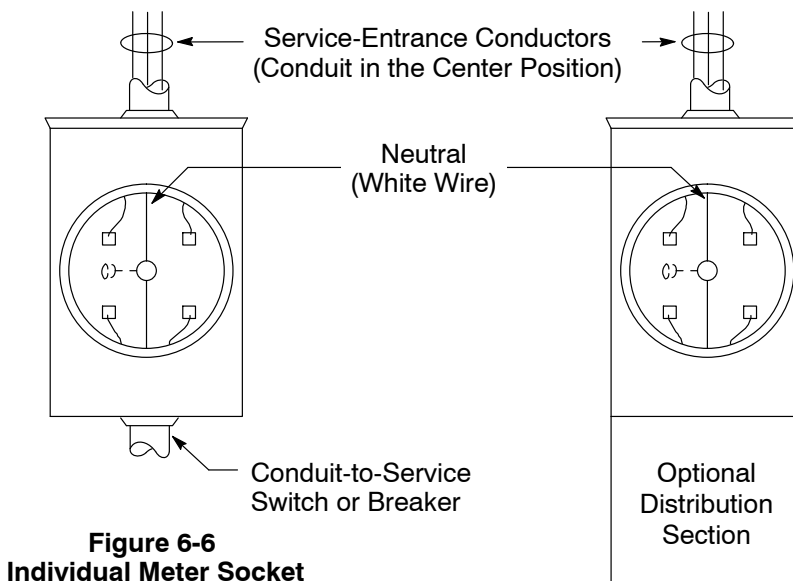 Service-Entrance Conductors
(Conduit in the Center Position)
Neutral
(White Wire)
Conduit-to-Service
Switch or Breaker
Optional
Distribution
Section
Figure 6-6
Individual Meter Socket